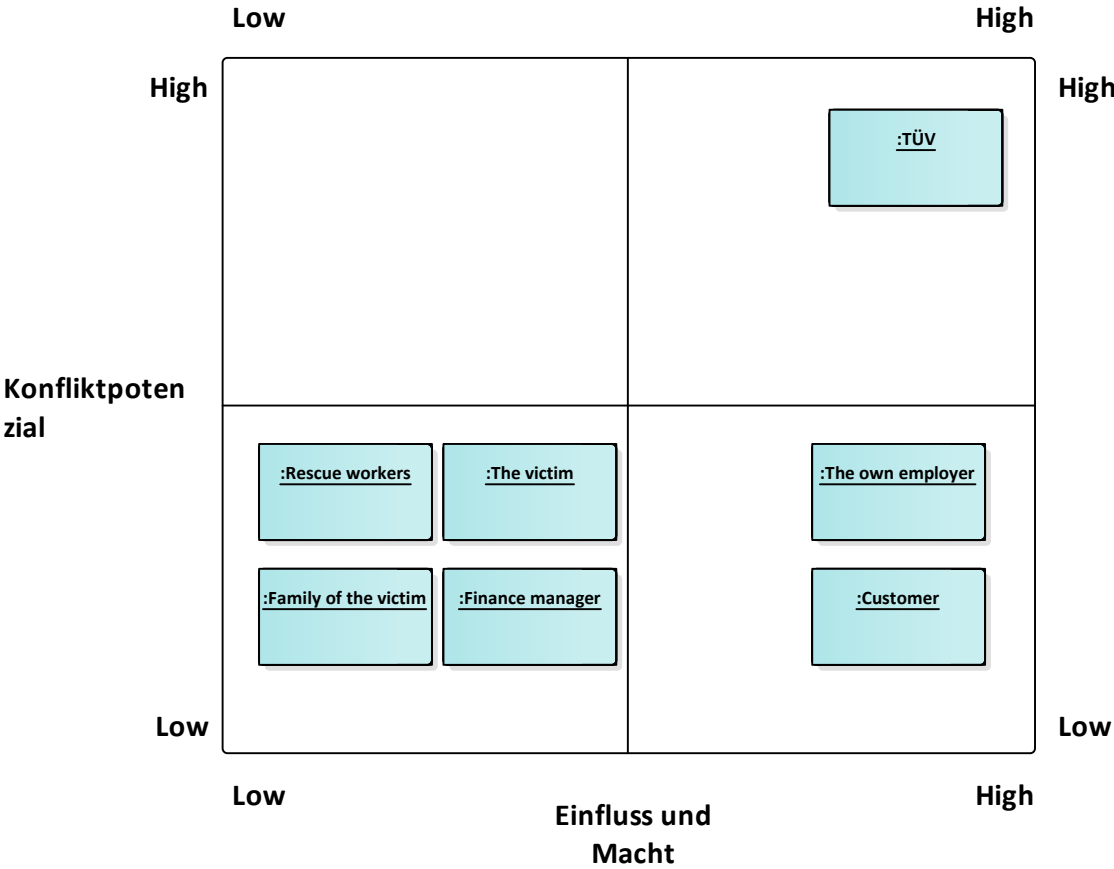 Low High
High High
:TÜV
Konfliktpoten
zial
:Rescue workers :The victim :The own employer
:Family of the victim :Finance manager :Customer
Low Low
Low High
Einfluss und
Macht